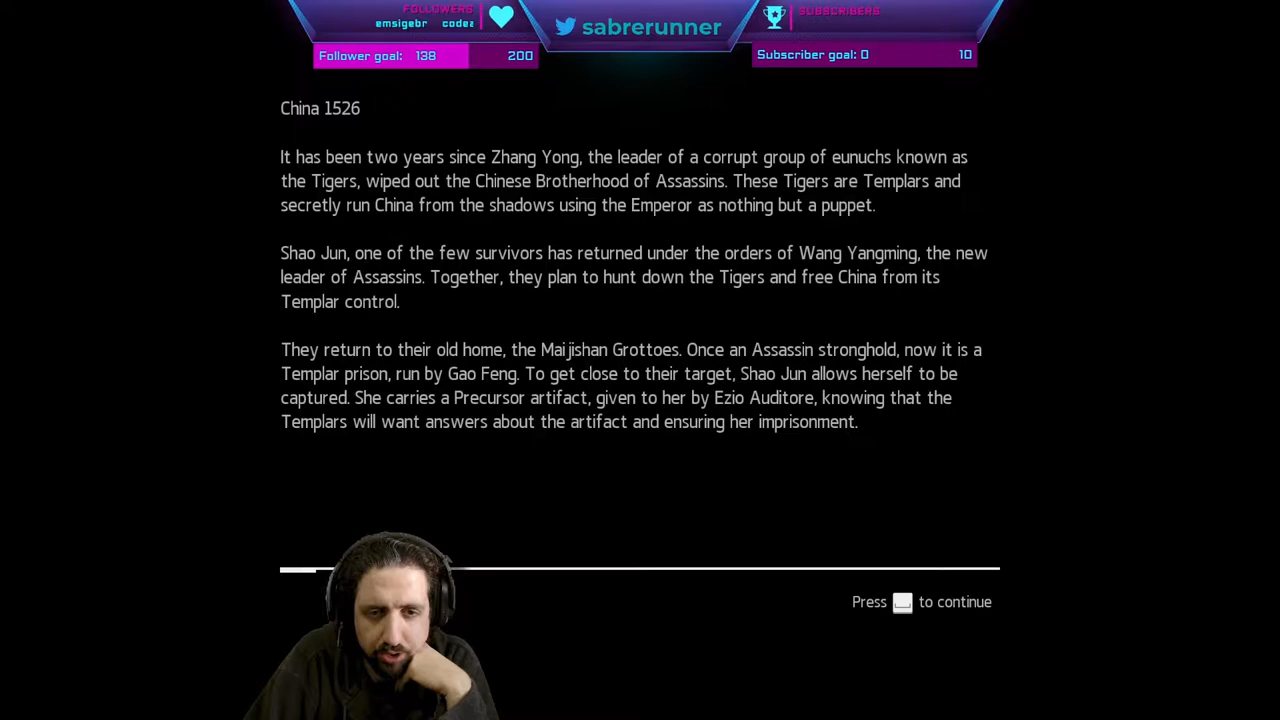 FOLLOWERS
emsigebr codez
sabrerunner
SUBSCRIBERS
Follower goal: 138 200
Subscriber goal: 0 10
China 1526
It has been two years since Zhang Yong, the leader of a corrupt group of eunuchs known as
the Tigers, wiped out the Chinese Brotherhood of Assassins. These Tigers are Templars and
secretly run China from the shadows using the Emperor as nothing but a puppet.
Shao Jun, one of the few survivors has returned under the orders of Wang Yangming, the new
leader of Assassins. Together, they plan to hunt down the Tigers and free China from its
Templar control.
They return to their old home, the Maijishan Grottoes. Once an Assassin stronghold, now it is a
Templar prison, run by Gao Feng. To get close to their target, Shao Jun allows herself to be
captured. She carries a Precursor artifact, given to her by Ezio Auditore, knowing that the
Templars will want answers about the artifact and ensuring her imprisonment.
Press to continue